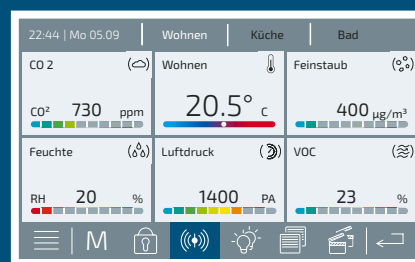 22:44 | Mo 05.09 Wohnen Küche Bad
CO 2 Wohnen Feinstaub
CO² 730 ppm 20.5° c 400 µg/m³
Feuchte Luftdruck VOC
RH 20 % 1400 PA 23 %
M